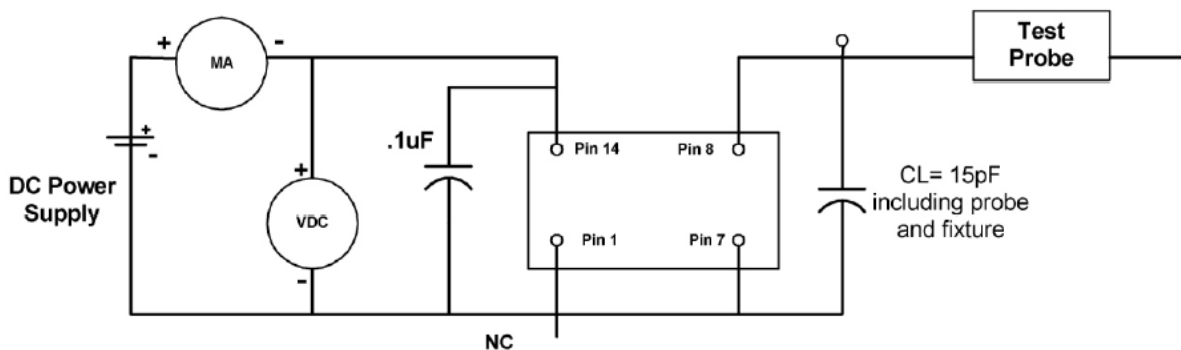 +
-
MA
Test
Probe
+
-
DC Power
Supply
.1uF
Pin 14
Pin 8
+
VDC
-
CL= 15pF
including probe
and fixture
Pin 1
Pin 7
NC